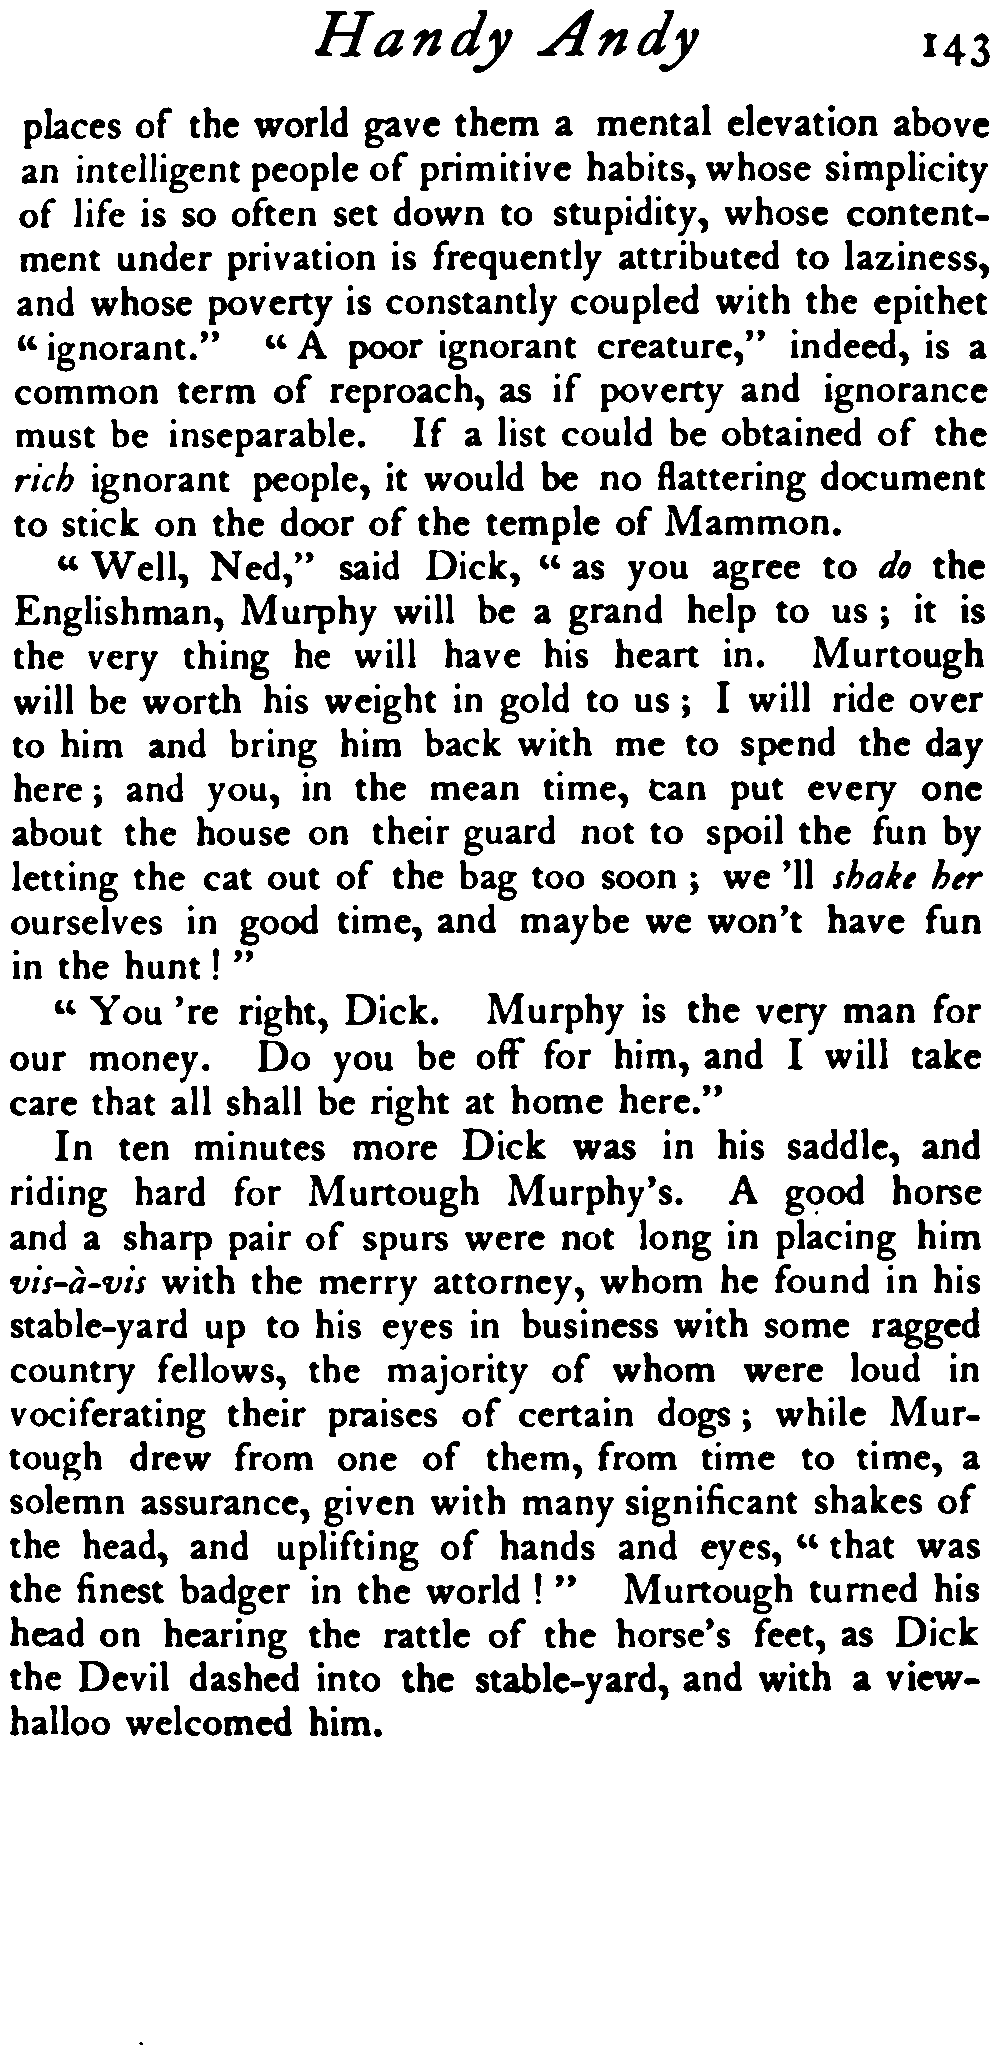 Handy Andy 143
places of the world gave them a mental elevation above
an intelligent people of primitive habits, whose simplicity
of life is so often set down to stupidity, whose content-
ment under privation is frequently attributed to laziness,
and whose poverty is constantly coupled with the epithet
“ ignorant.” “ A poor ignorant creature,” indeed, is a
common term of reproach, as if poverty and ignorance
must be inseparable. If a list could be obtained of the
rich ignorant people, it would be no flattering document
to stick on the door of the temple of Mammon.
“ Well, Ned,” said Dick, “ as you agree to do the
Englishman, Murphy will be a grand help to us ; it is
the very thing he will have his heart in. Murtough
will be worth his weight in gold to us ; I will ride over
to him and bring him back with me to spend the day
here ; and you, in the mean time, can put every one
about the house on their guard not to spoil the fun by
letting the cat out of the bag too soon ; we ’ll shake her
ourselves in good time, and maybe we won’t have fun
in the hunt ! ”
“ You ’re right, Dick. Murphy is the very man for
our money. Do you be off for him, and I will take
care that all shall be right at home here.”
In ten minutes more Dick was in his saddle, and
riding hard for Murtough Murphy’s. A good horse
and a sharp pair of spurs were not long in placing him
vis-à-vis with the merry attorney, whom he found in his
stable-yard up to his eyes in business with some ragged
country fellows, the majority of whom were loud in
vociferating their praises of certain dogs ; while Mur-
tough drew from one of them, from time to time, a
solemn assurance, given with many significant shakes of
the head, and uplifting of hands and eyes, “ that was
the finest badger in the world ! ” Murtough turned his
head on hearing the rattle of the horse’s feet, as Dick
the Devil dashed into the stable-yard, and with a view-
halloo welcomed him.